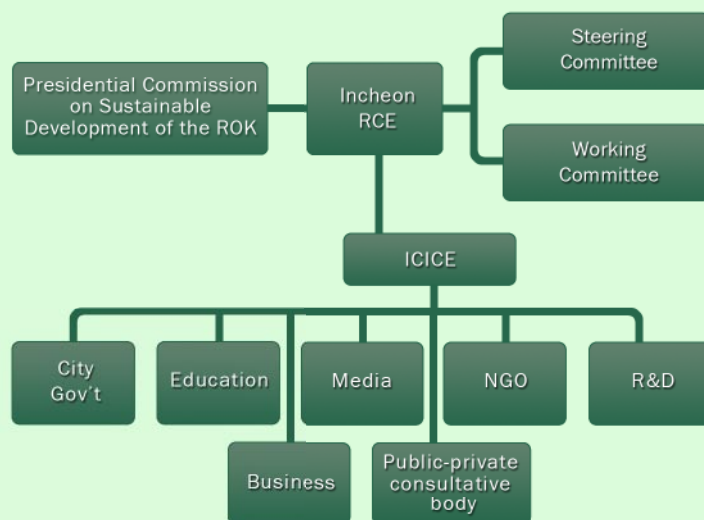 Steering
Committee
Presidential Commission
on Sustainable
Development of the ROK
Incheon
RCE
Working
Committee
ICICE
City
Gov't
Education
Media
NGO
R&D
Business
Public-private
consultative
body